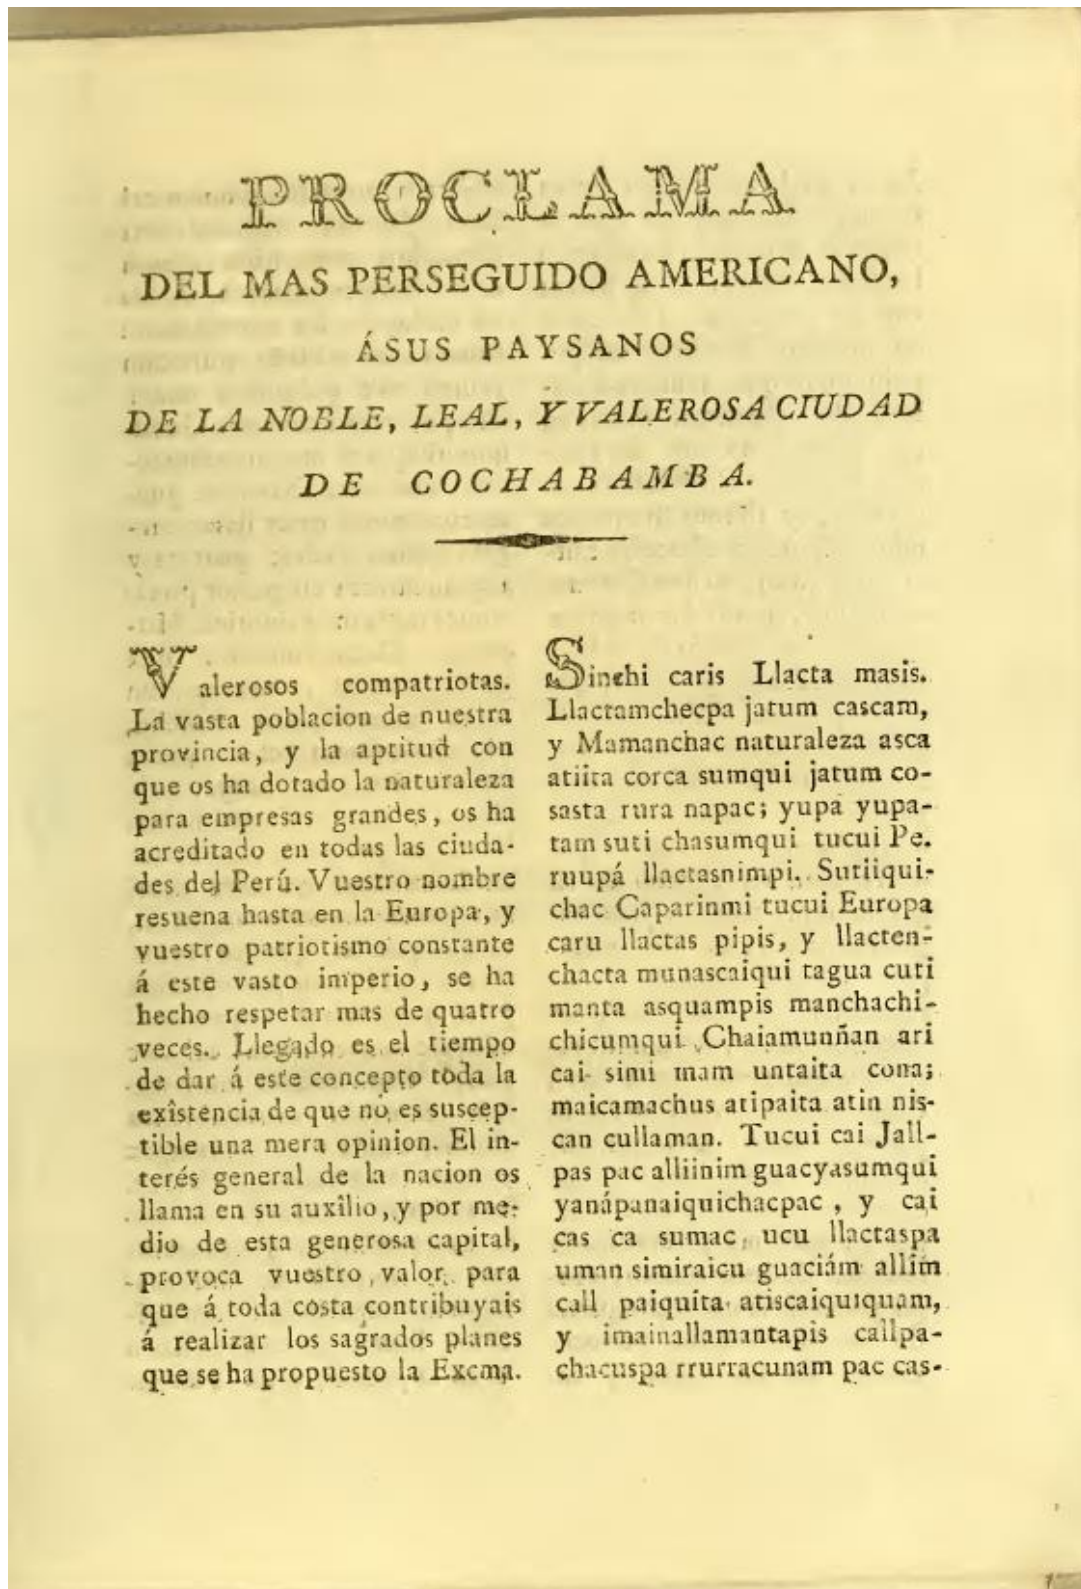 PROCLAMA
DEL MAS PERSEGUIDO AMERICANO,
ÁSUS PAYSANOS
DE LA NOBLE, LEAL, Y VALEROSA CIUDAD
DE COCHABAMBA.
Valerosos compatriotas.
La vasta poblacion de nuestra
provincia, y la aptitud con
que os ha dotado la naturaleza
para empresas grandes, os ha
acreditado en todas las ciuda-
des del Perú. Vuestro nombre
resuena hasta en la Europa, y
vuestro patriotismo constante
á este vasto imperio, se ha
hecho respetar mas de quatro
veces. Llegado es el tiempo
de dar á este concepto toda la
exîstencia de que no es suscep-
tible una mera opinion. El in-
terés general de la nacion os
llama en su auxilio, y por me-
dio de esta generosa capital,
provoca vuestro valor, para
que á toda costa contribuyais
á realizar los sagrados planes
que se ha propuesto la Excma.
Sinchi caris Llacta masis.
Llactamchecpa jatum cascam,
y Mamanchac naturaleza asca
atiita corca sumqui jatum co-
sasta rura napac; yupa yupa-
tam suti chasumqui tucui Pe.
ruupá llactasnimpi. Sutiiqui-
chac Caparinmi tucui Europa
caru llactas pipis, y llacten-
chacta munascaiqui tagua cuti
manta asquampis manchachi-
chicumqui Chaiamunñan ari
cai simi mam untaita cona;
maicamachus atipaita atin nis-
can cullaman. Tucui cai Jall-
pas pac alliinim guacyasumqui
yanápanaiquichacpac, y cai
cas ca sumac ucu llactaspa
uman simiraicu guaciám allim
call paiquita atiscaiquiquam,
y imainallamantapis callpa-
chacuspa rrurracunam pac cas-